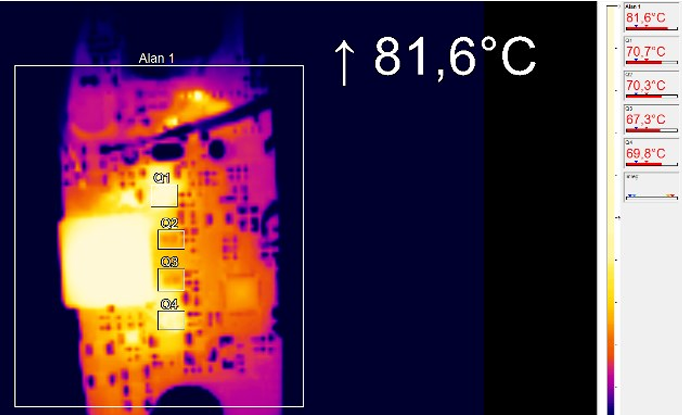 Alan 1
↑ 81,6°C
Q1
Q2
Q3
Q4
Alan 1
81,6°C
Q1
70,7°C
Q2
70,3°C
Q3
67,3°C
Q4
69,8°C